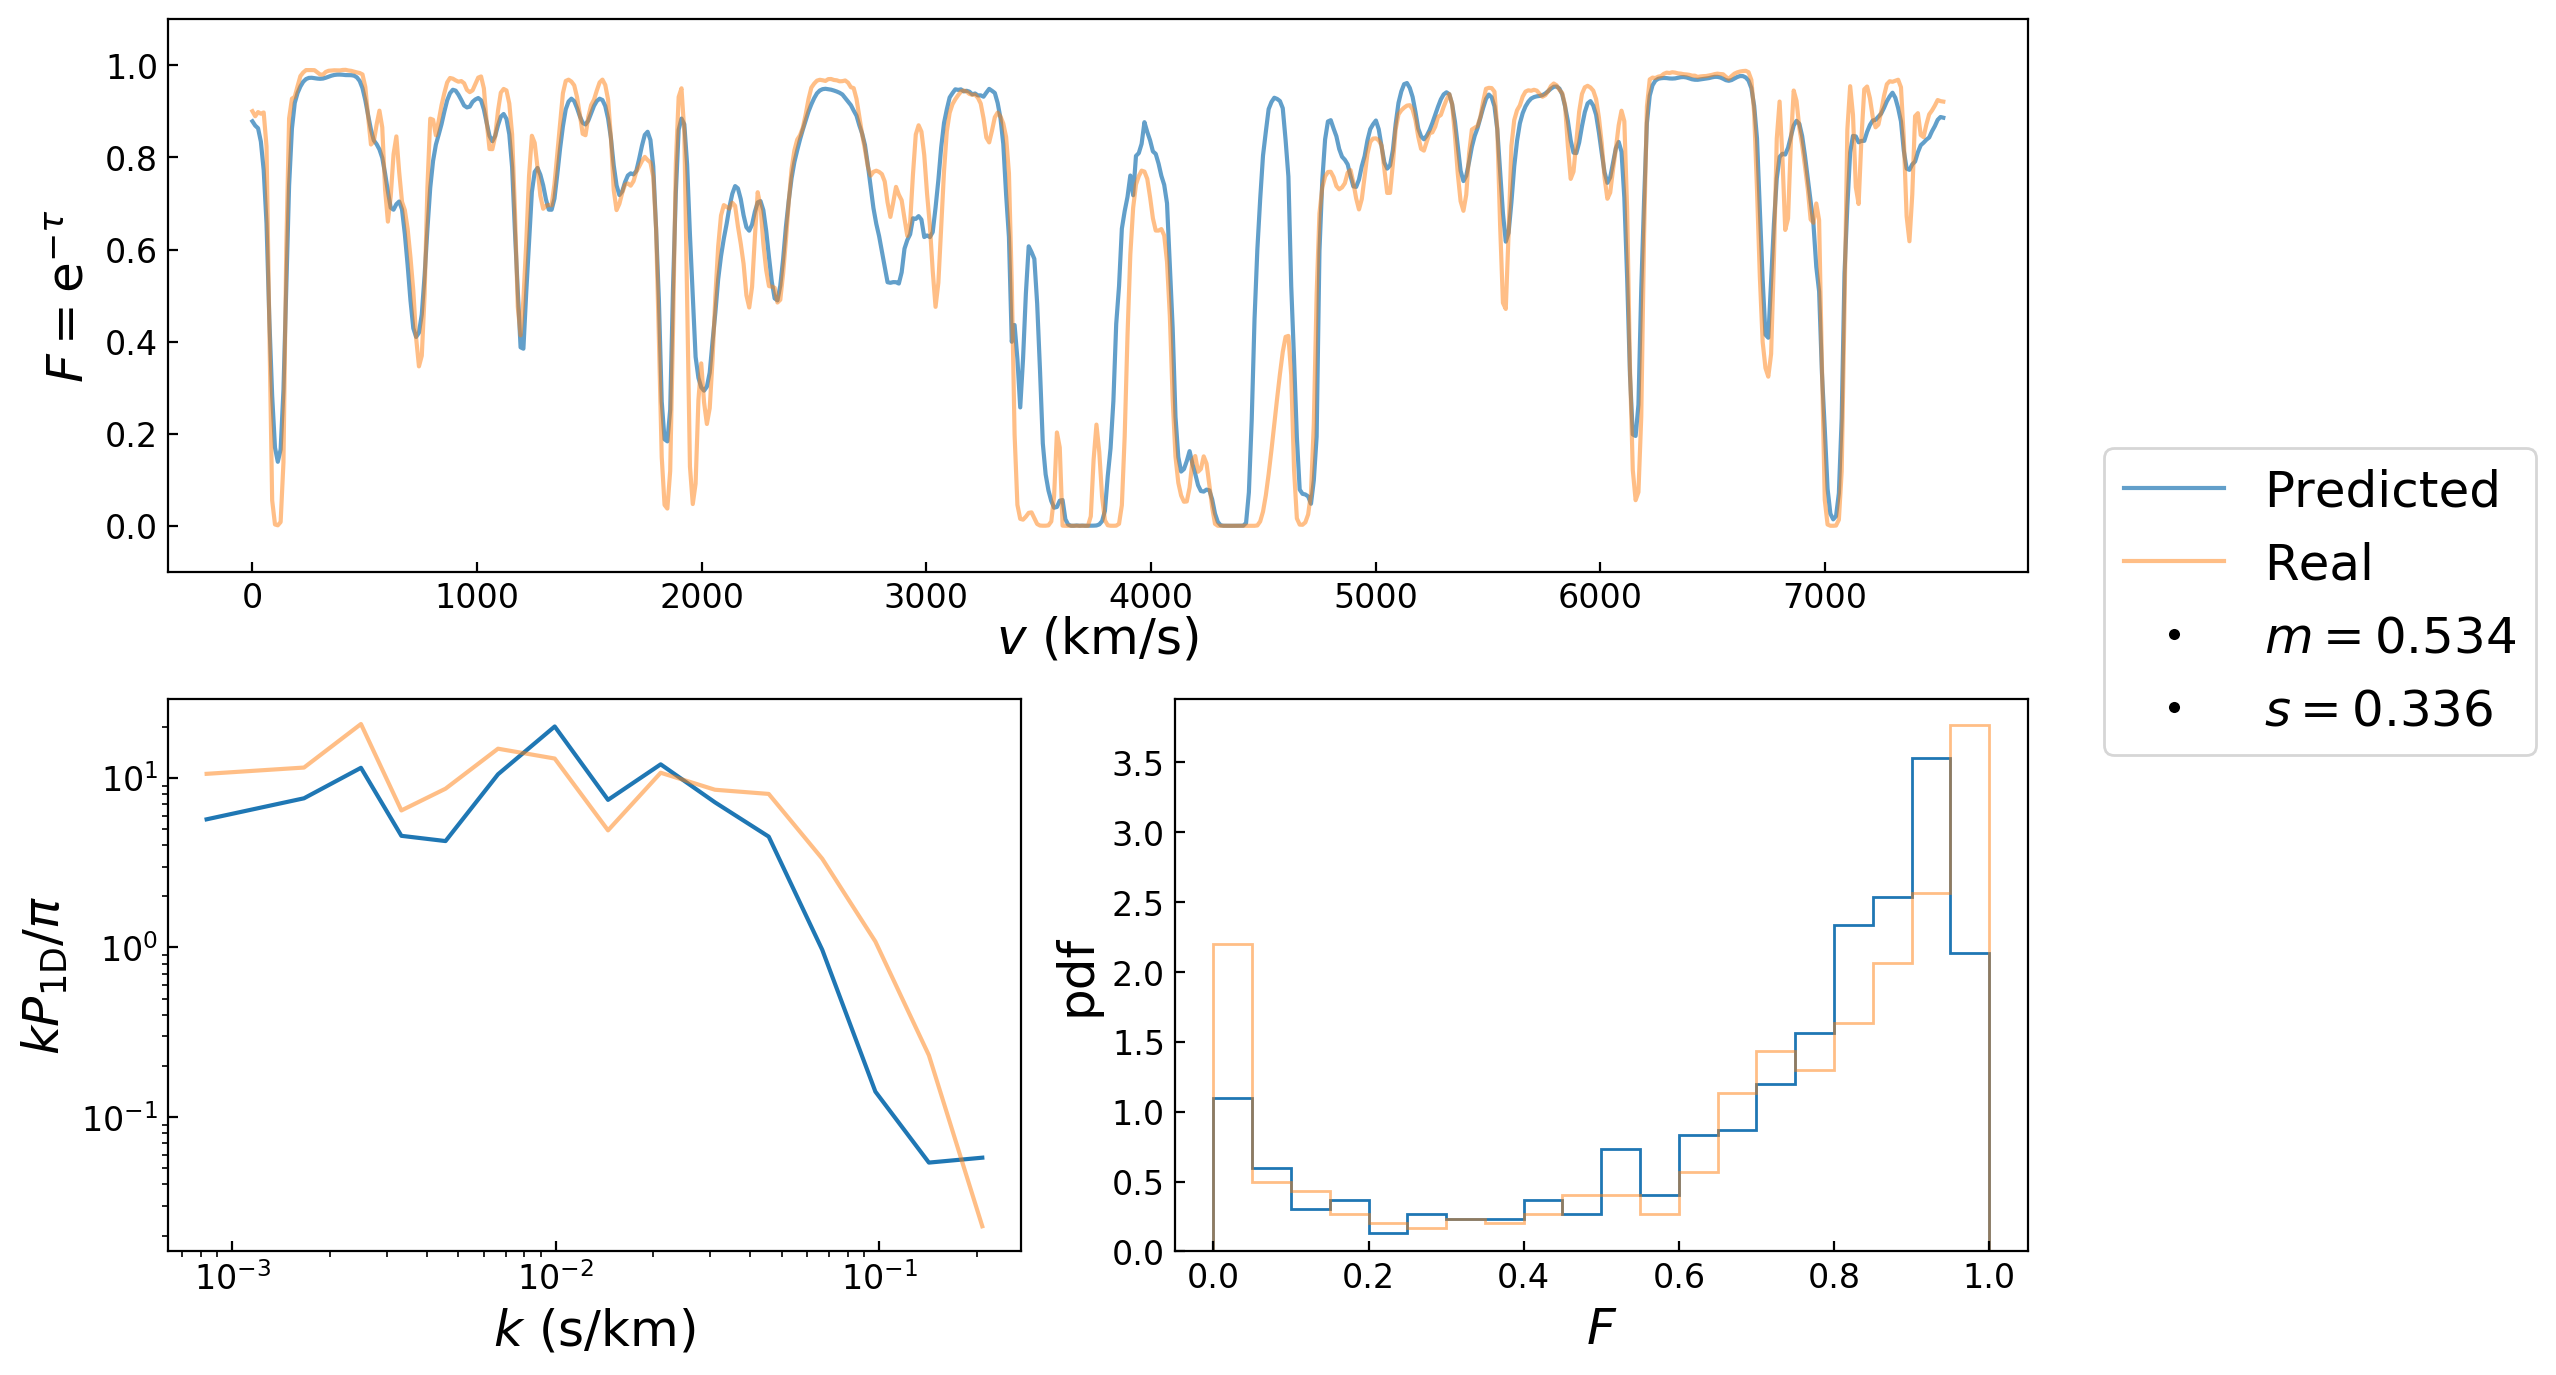 F = e^{-τ}
1.0
0.8
0.6
0.4
0.2
0.0
0 1000 2000 3000 4000 5000 6000 7000
v (km/s)
Predicted
Real
m = 0.534
s = 0.336
kP_{1D}/π
10^1
10^0
10^{-1}
10^{-3} 10^{-2} 10^{-1}
k (s/km)
pdf
3.5
3.0
2.5
2.0
1.5
1.0
0.5
0.0
0.0 0.2 0.4 0.6 0.8 1.0
F